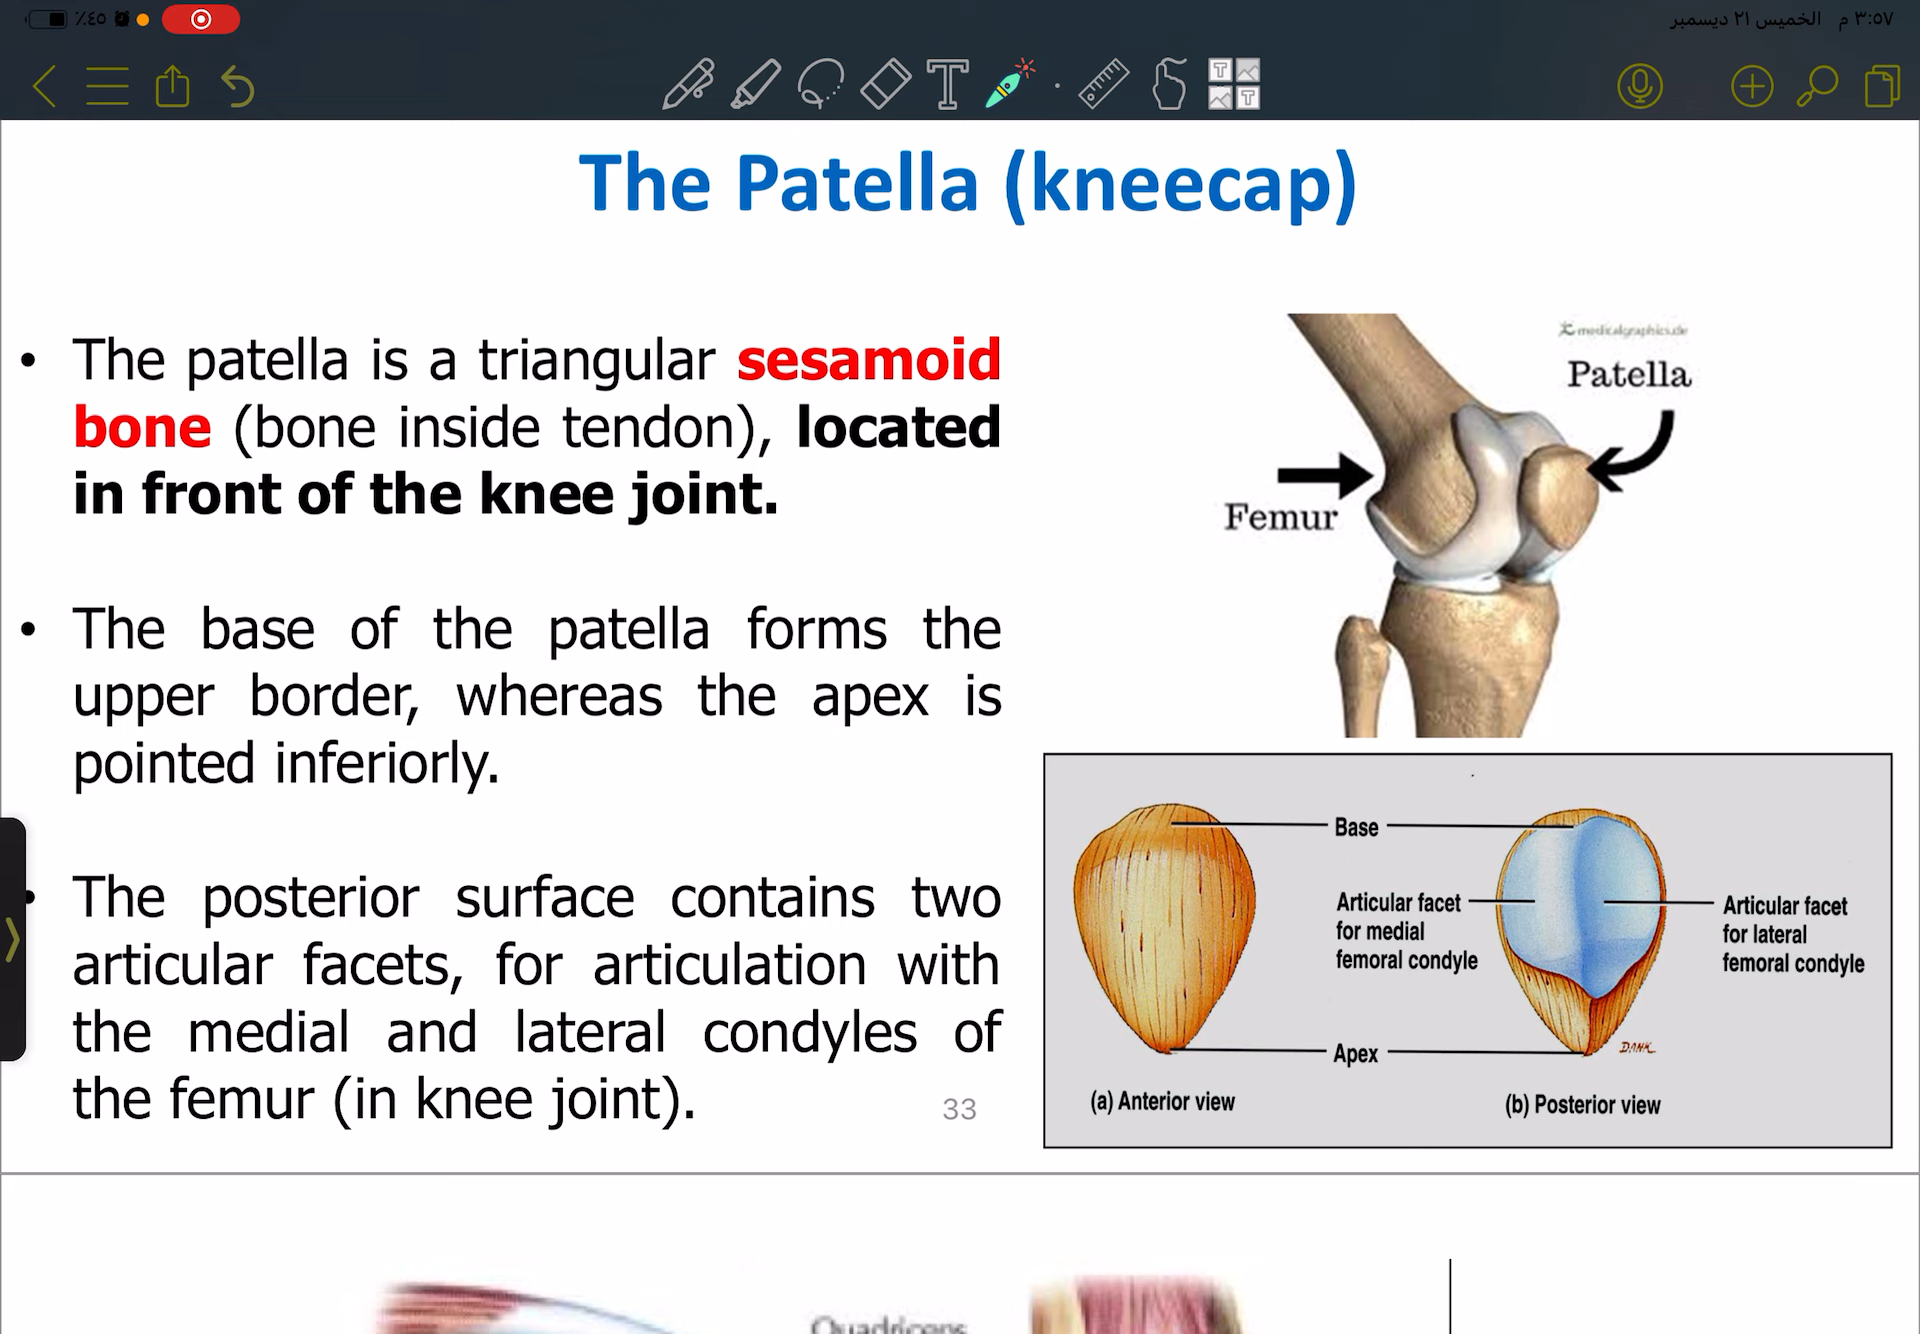 ٪٤٥
٣:٥٧ م الخميس ٢١ ديسمبر
The Patella (kneecap)
• The patella is a triangular sesamoid
bone (bone inside tendon), located
in front of the knee joint.
• The base of the patella forms the
upper border, whereas the apex is
pointed inferiorly.
• The posterior surface contains two
articular facets, for articulation with
the medial and lateral condyles of
the femur (in knee joint).
33
medicalgraphics.de
Patella
Femur
Base
Articular facet
for medial
femoral condyle
Articular facet
for lateral
femoral condyle
Apex
DANK
(a) Anterior view
(b) Posterior view
Quadriceps